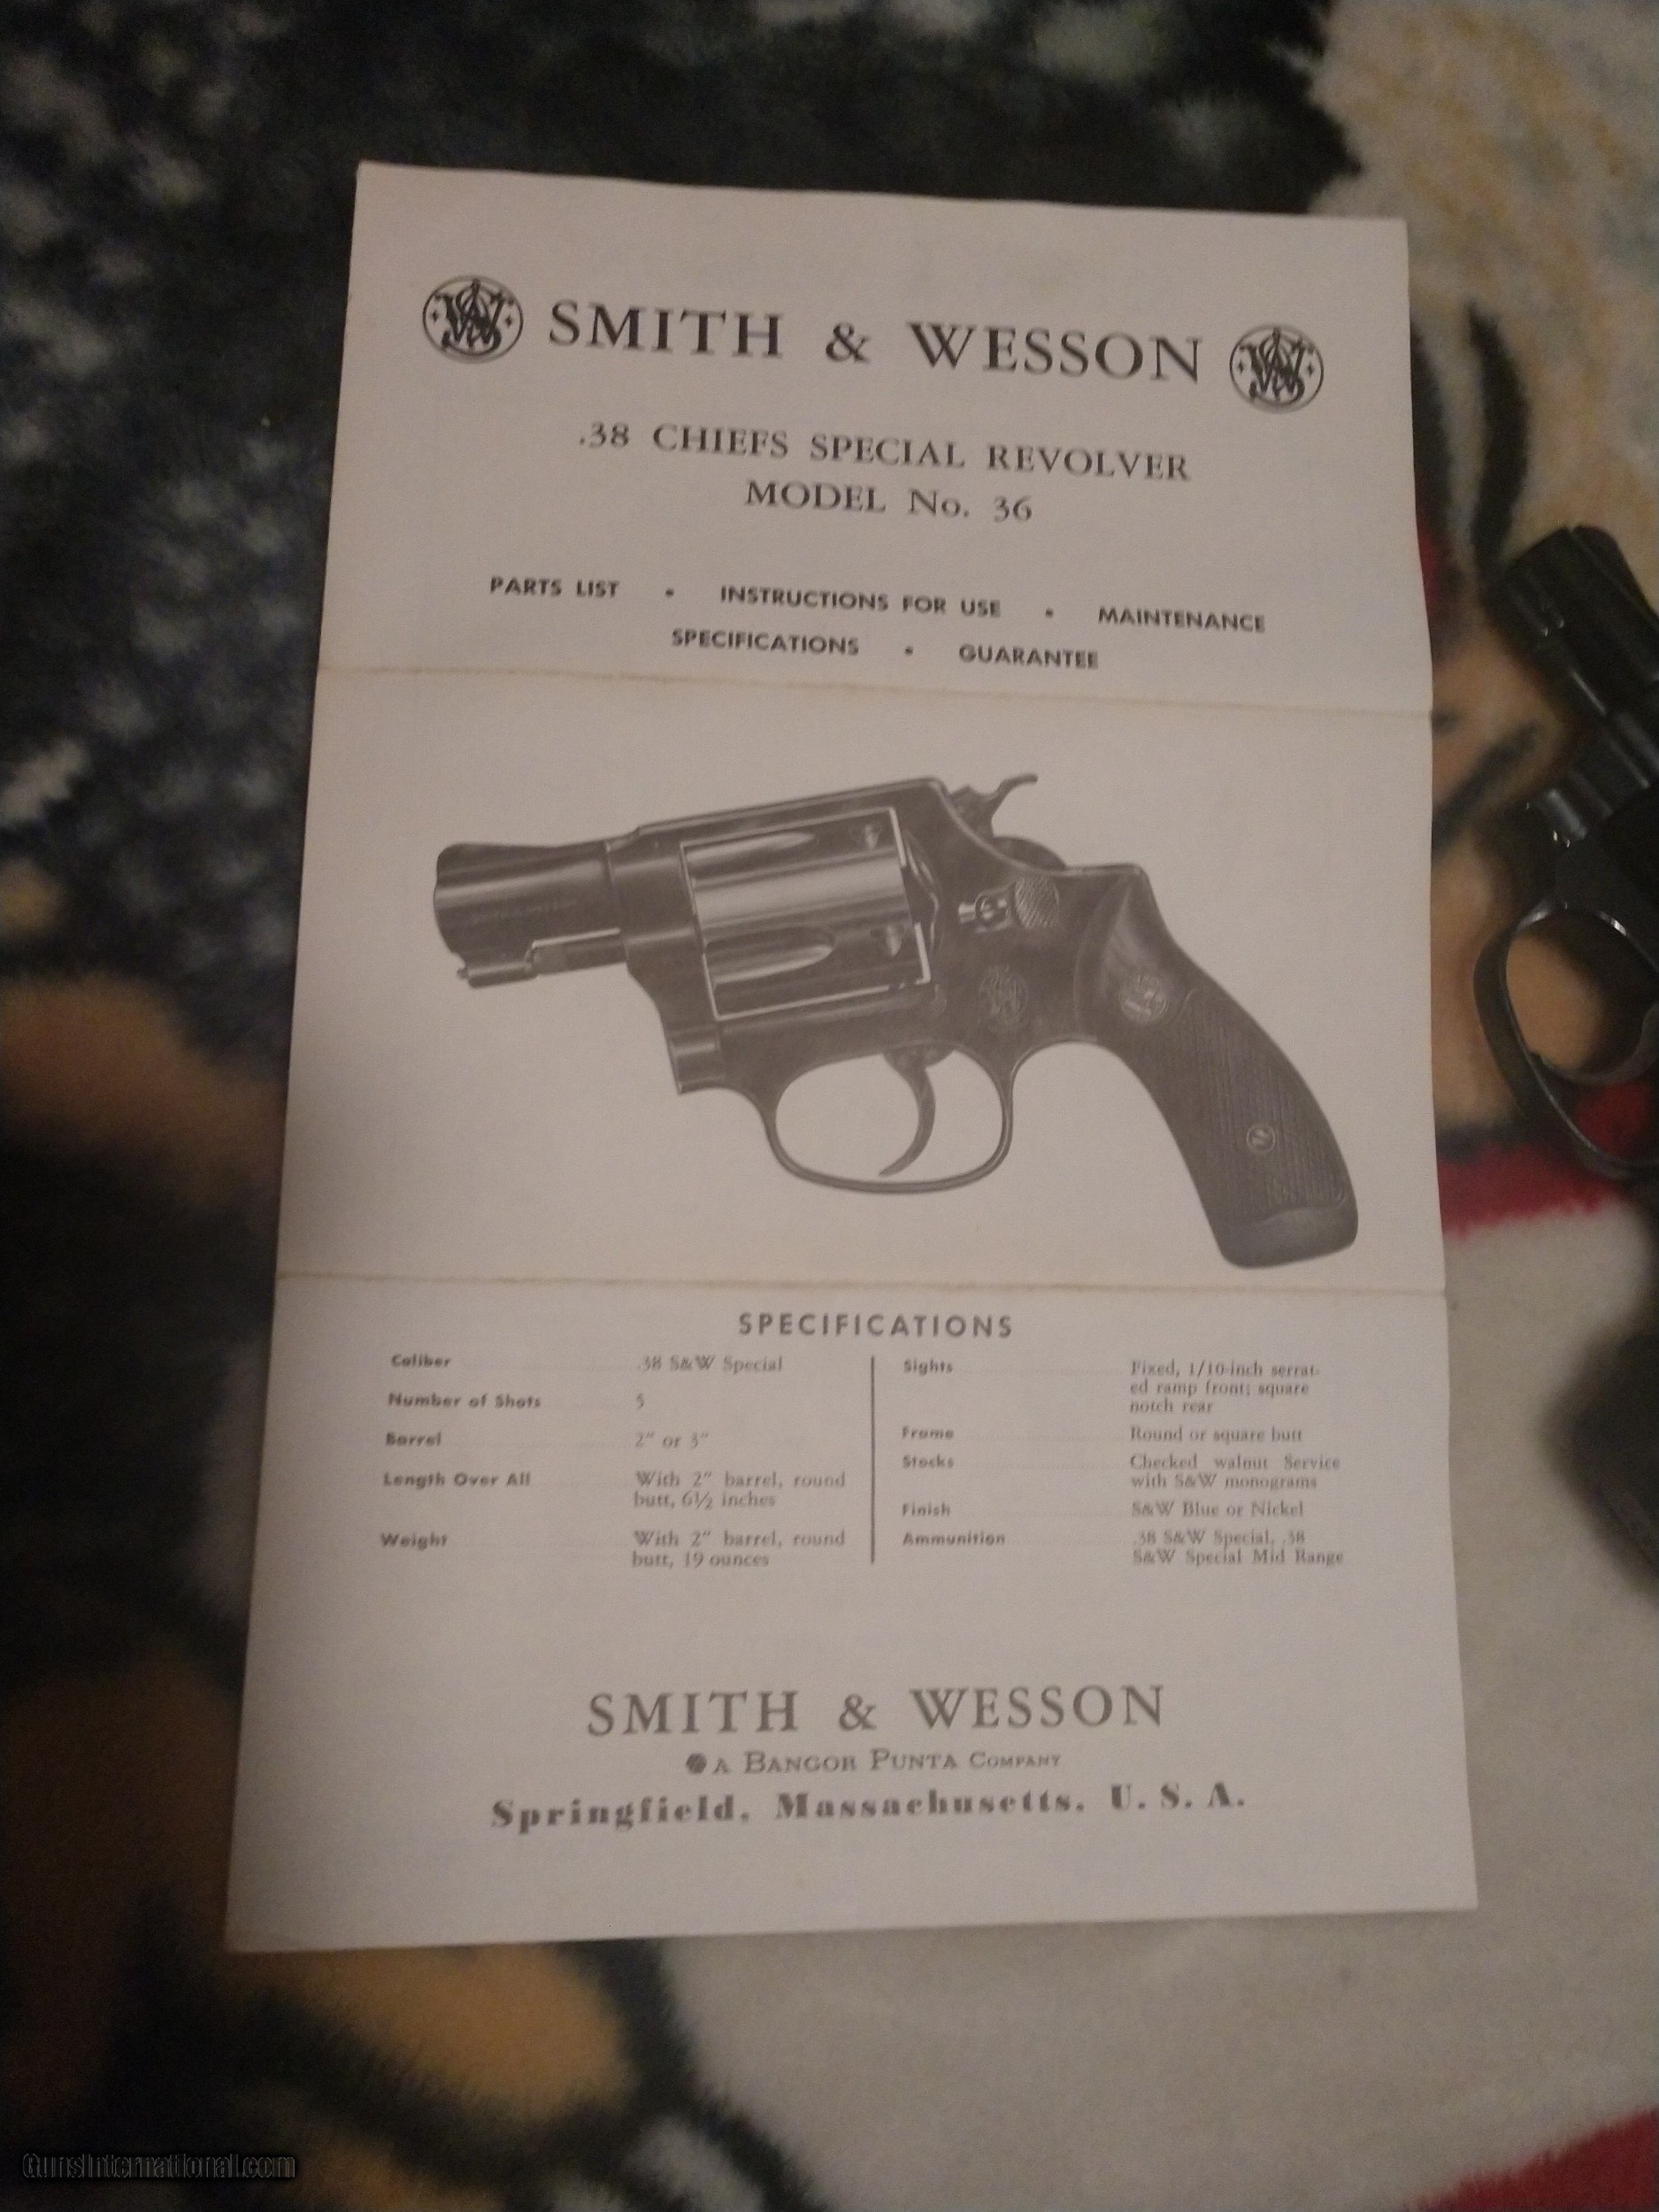 SMITH & WESSON
.38 CHIEFS SPECIAL REVOLVER
MODEL No. 36
PARTS LIST • INSTRUCTIONS FOR USE • MAINTENANCE
SPECIFICATIONS • GUARANTEE
SPECIFICATIONS
Caliber .38 S&W Special
Number of Shots 5
Barrel 2" or 3"
Length Over All With 2" barrel, round
butt, 6½ inches
Weight With 2" barrel, round
butt, 19 ounces
Sights Fixed, 1/10-inch serrat-
ed ramp front; square
notch rear
Frame Round or square butt
Stocks Checked walnut Service
with S&W monograms
Finish S&W Blue or Nickel
Ammunition .38 S&W Special, .38
S&W Special Mid Range
SMITH & WESSON
A BANGOR PUNTA COMPANY
Springfield, Massachusetts, U. S. A.
GunsInternational.com